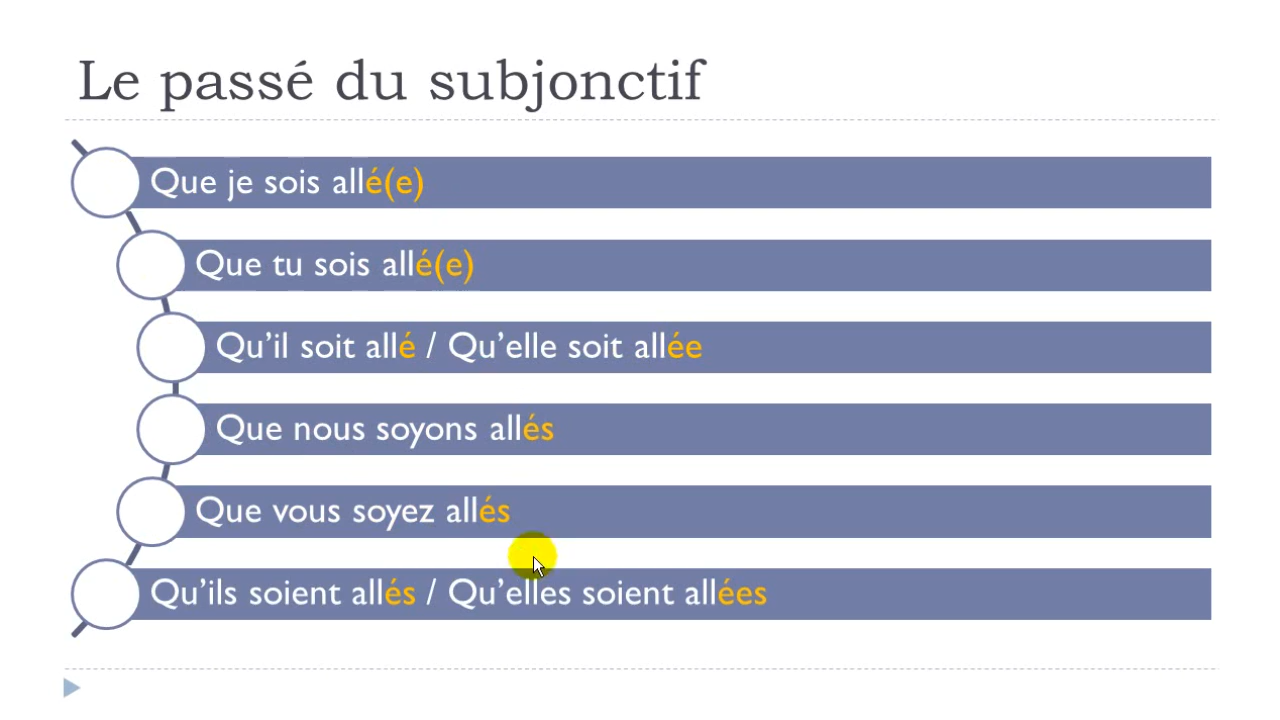 Le passé du subjonctif
Que je sois allé(e)
Que tu sois allé(e)
Qu’il soit allé / Qu’elle soit allée
Que nous soyons allés
Que vous soyez allés
Qu’ils soient allés / Qu’elles soient allées